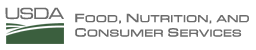 USDA
FOOD, NUTRITION, AND
CONSUMER SERVICES